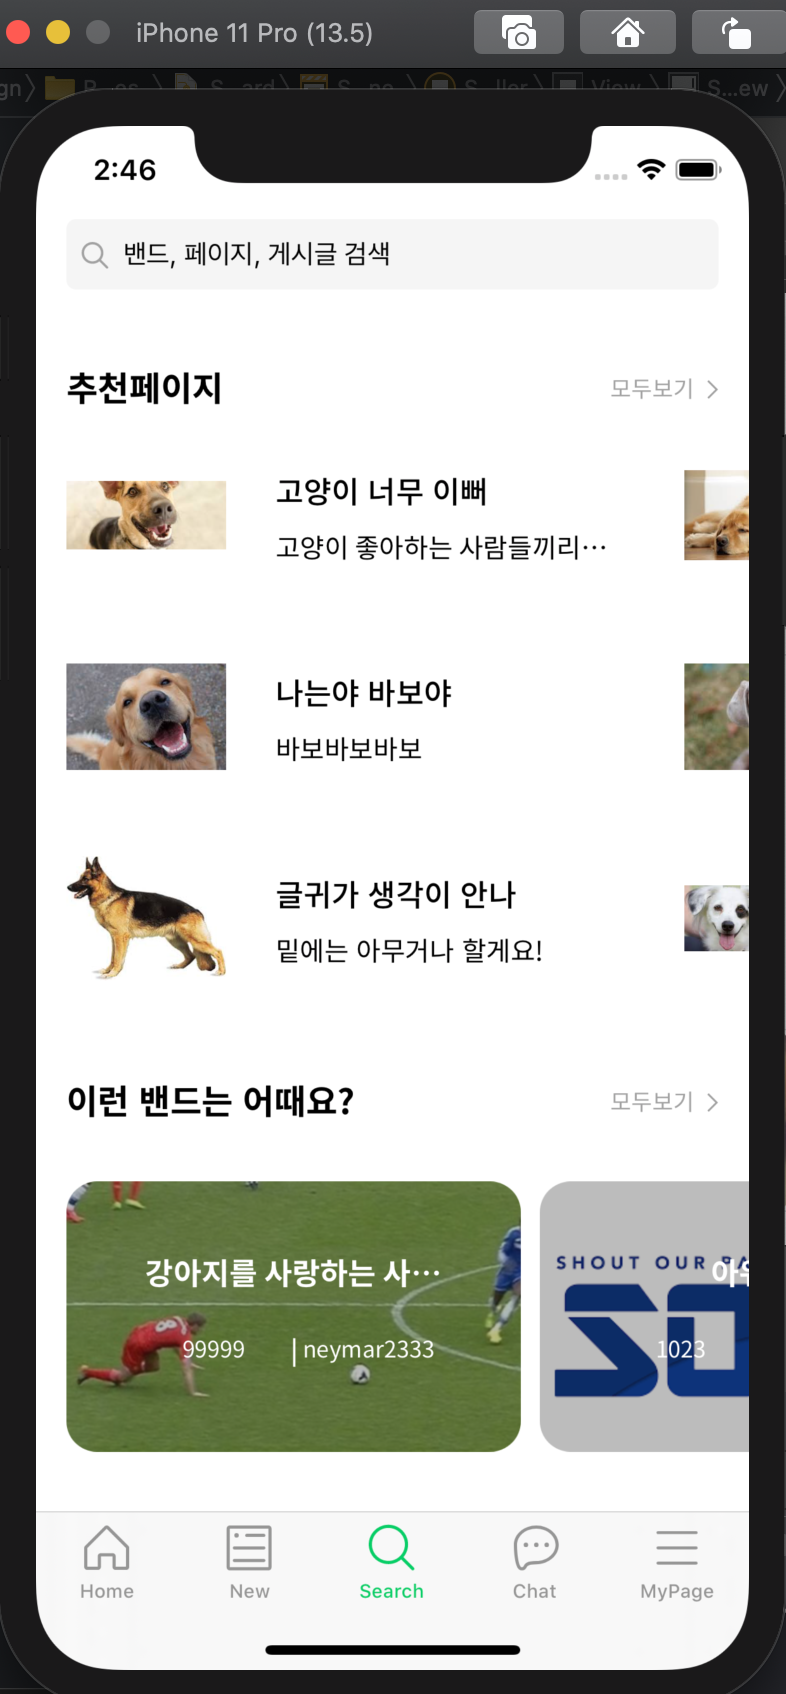 iPhone 11 Pro (13.5)
2:46
밴드, 페이지, 게시글 검색
추천페이지
모두보기
고양이 너무 이뻐
고양이 좋아하는 사람들끼리…
나는야 바보야
바보바보바보
글귀가 생각이 안나
밑에는 아무거나 할게요!
이런 밴드는 어때요?
모두보기
강아지를 사랑하는 사…
99999 | neymar2333
8
SHOUT OUR
1023
Home
New
Search
Chat
MyPage